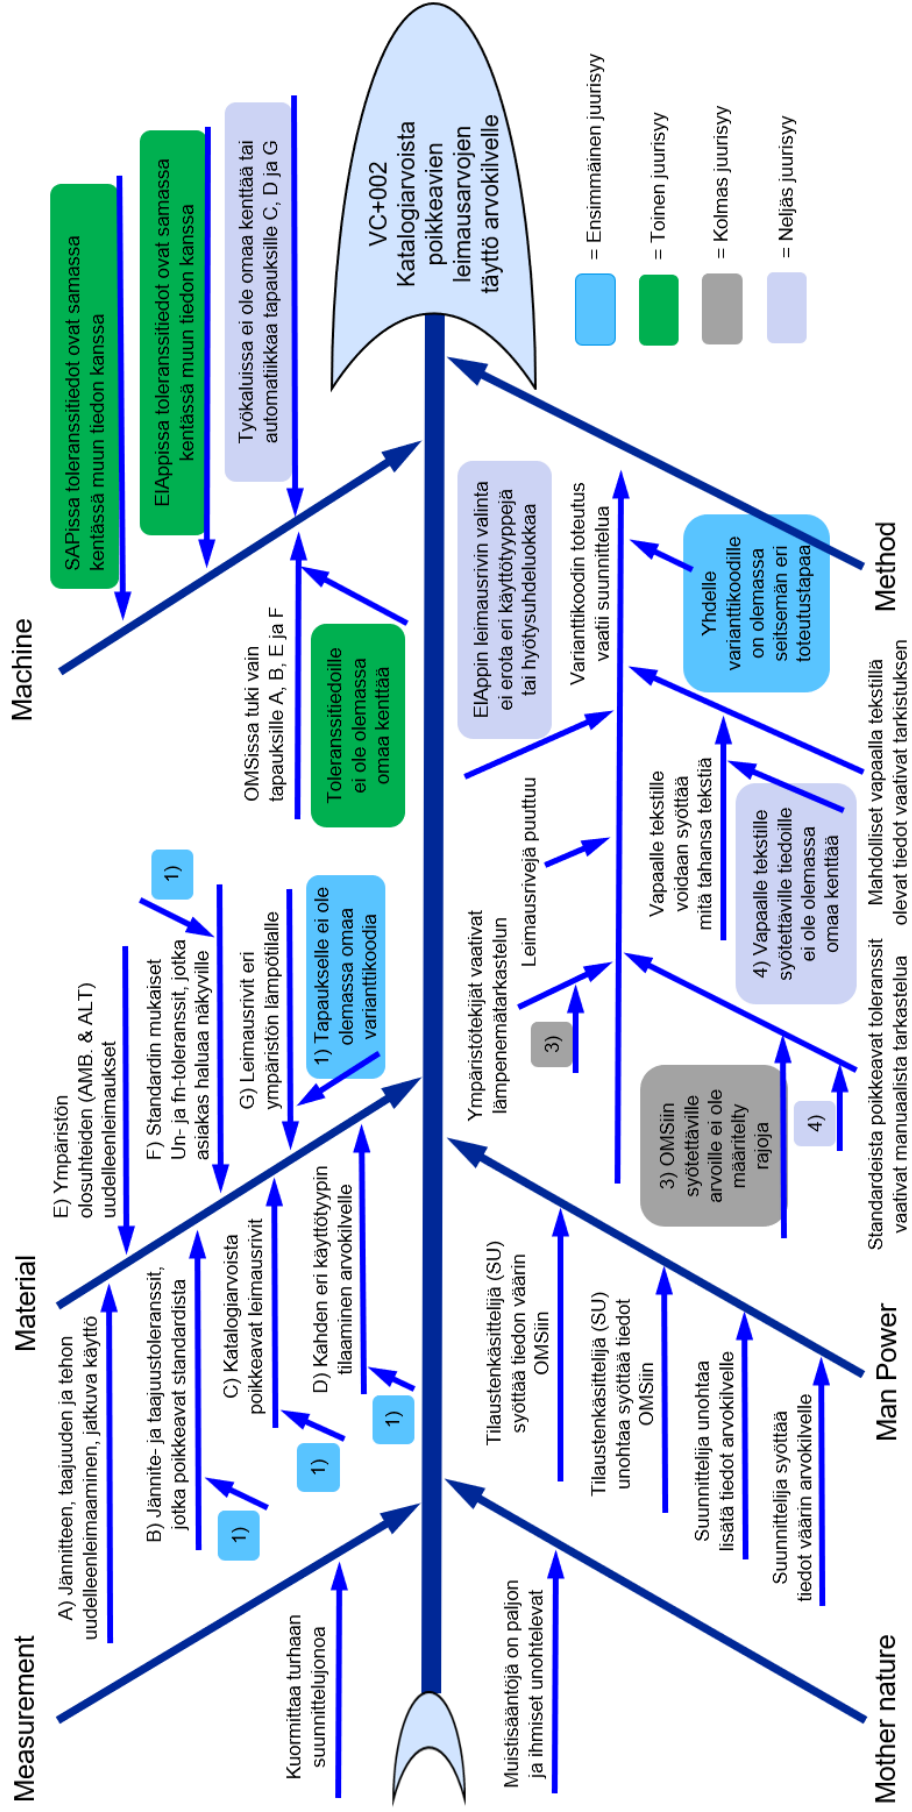 Measurement
Material
Machine
A) Jännitteen, taajuuden ja tehon
uudelleenleimaaminen, jatkuva käyttö
E) Ympäristön
olosuhteiden (AMB. & ALT)
uudelleenleimaukset
B) Jännite- ja taajuustoleranssit,
jotka poikkeavat standardista
1)
F) Standardin mukaiset
Un- ja fn-toleranssit, jotka
asiakas haluaa näkyville
1)
C) Katalogiarvoista
poikkeavat leimausrivit
1)
G) Leimausrivit eri
ympäristön lämpötilalle
1) Tapaukselle ei ole
olemassa omaa
varianttikoodia
D) Kahden eri käyttötyypin
tilaaminen arvokilvelle
1)
Kuormittaa turhaan
suunnittelujonoa
SAPissa toleranssitiedot ovat samassa
kentässä muun tiedon kanssa
EIAppissa toleranssitiedot ovat samassa
kentässä muun tiedon kanssa
Työkaluissa ei ole omaa kenttää tai
automatiikkaa tapauksille C, D ja G
OMSissa tuki vain
tapauksille A, B, E ja F
Toleranssitiedoille
ei ole olemassa
omaa kenttää
VC+002
Katalogiarvoista
poikkeavien
leimausarvojen
täyttö arvokilvelle
Muistisääntöjä on paljon
ja ihmiset unohtelevat
Tilaustenkäsittelijä (SU)
syöttää tiedon väärin
OMSiin
Tilaustenkäsittelijä (SU)
unohtaa syöttää tiedot
OMSiin
Suunnittelija unohtaa
lisätä tiedot arvokilvelle
Suunnittelija syöttää
tiedot väärin arvokilvelle
Ympäristötekijät vaativat
lämpenemätarkastelun
3)
Leimausrivejä puuttuu
EIAppin leimausrivin valinta
ei erota eri käyttötyyppejä
tai hyötysuhdeluokkaa
Varianttikoodin toteutus
vaatii suunnittelua
3) OMSiin
syötettäville
arvoille ei ole
määritelty
rajoja
4)
Standardeista poikkeavat toleranssit
vaativat manuaalista tarkastelua
Vapaalle tekstille
voidaan syöttää
mitä tahansa tekstiä
4) Vapaalle tekstille
syötettäville tiedoille
ei ole olemassa
omaa kenttää
Mahdolliset vapaalla tekstillä
olevat tiedot vaativat tarkistuksen
Yhdelle
varianttikoodille
on olemassa
seitsemän eri
toteutustapaa
= Ensimmäinen juurisyy
= Toinen juurisyy
= Kolmas juurisyy
= Neljäs juurisyy
Mother nature
Man Power
Method